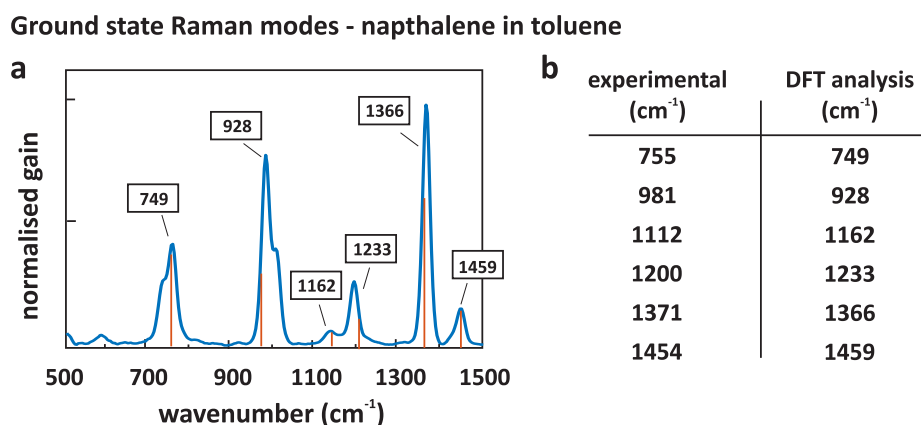 Ground state Raman modes - napthalene in toluene
a
normalised gain
749
928
1162
1233
1366
1459
500 700 900 1100 1300 1500
wavenumber (cm⁻¹)
b
experimental DFT analysis
(cm⁻¹) (cm⁻¹)
755 749
981 928
1112 1162
1200 1233
1371 1366
1454 1459